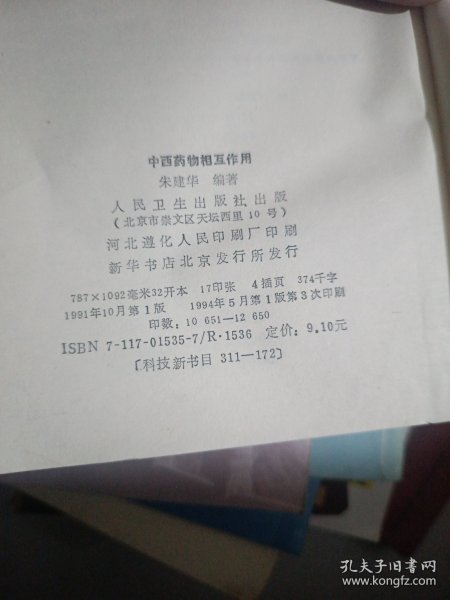 中西药物相互作用
朱建华 编著
人民卫生出版社出版
（北京市崇文区天坛西里10号）
河北遵化人民印刷厂印刷
新华书店北京发行所发行
787×1092毫米32开本 17印张 4插页 374千字
1991年10月第1版 1994年5月第1版第3次印刷
印数：10 651—12 650
ISBN 7-117-01535-7/R·1536 定价：9.10元
〔科技新书目 311—172〕
孔夫子旧书网
www.kongfz.com